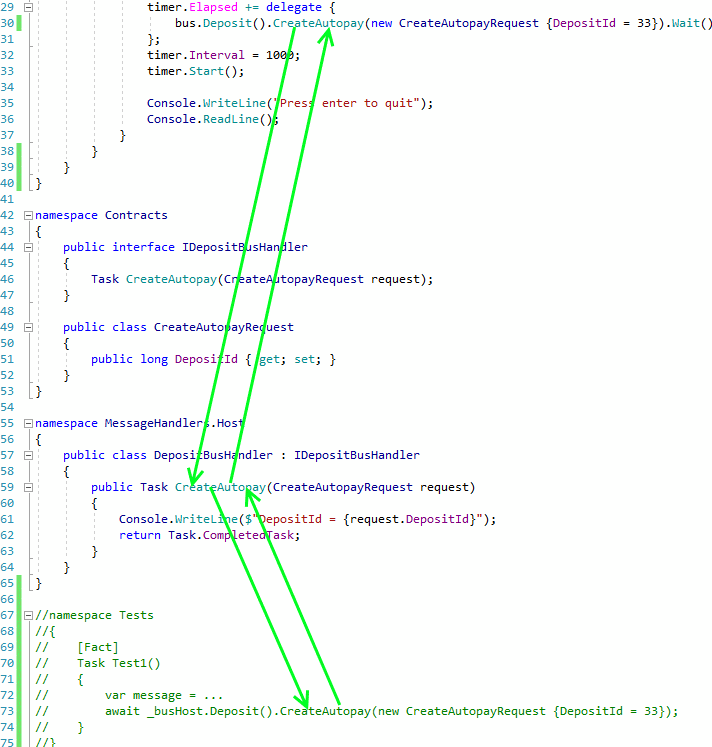 29 timer.Elapsed += delegate {
30 bus.Deposit().CreateAutopay(new CreateAutopayRequest {DepositId = 33}).Wait()
31 };
32 timer.Interval = 1000;
33 timer.Start();
34
35 Console.WriteLine("Press enter to quit");
36 Console.ReadLine();
37 }
38 }
39 }
40 }
41
42 namespace Contracts
43 {
44 public interface IDepositBusHandler
45 {
46 Task CreateAutopay(CreateAutopayRequest request);
47 }
48
49 public class CreateAutopayRequest
50 {
51 public long DepositId { get; set; }
52 }
53 }
54
55 namespace MessageHandlers.Host
56 {
57 public class DepositBusHandler : IDepositBusHandler
58 {
59 public Task CreateAutopay(CreateAutopayRequest request)
60 {
61 Console.WriteLine($"DepositId = {request.DepositId}");
62 return Task.CompletedTask;
63 }
64 }
65 }
66
67 //namespace Tests
68 //{
69 // [Fact]
70 // Task Test1()
71 // {
72 // var message = ...
73 // await _busHost.Deposit().CreateAutopay(new CreateAutopayRequest {DepositId = 33});
74 // }
75 //}